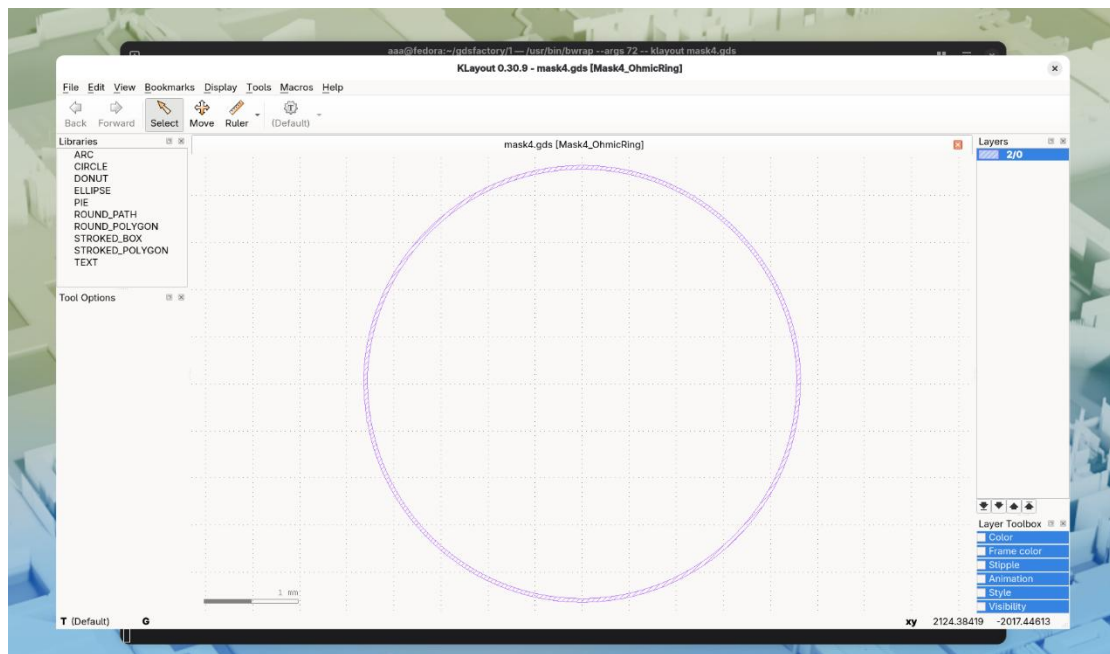 aaa@fedora:~/gdsfactory/1 — /usr/bin/bwrap --args 72 -- klayout mask4.gds
KLayout 0.30.9 - mask4.gds [Mask4_OhmicRing]
File Edit View Bookmarks Display Tools Macros Help
Back Forward Select Move Ruler (Default)
Libraries
mask4.gds [Mask4_OhmicRing]
Layers
ARC
CIRCLE
DONUT
ELLIPSE
PIE
ROUND_PATH
ROUND_POLYGON
STROKED_BOX
STROKED_POLYGON
TEXT
2/0
Tool Options
Layer Toolbox
Color
Frame color
Stipple
Animation
Style
Visibility
1 mm
T (Default) G xy 2124.38419 -2017.44613